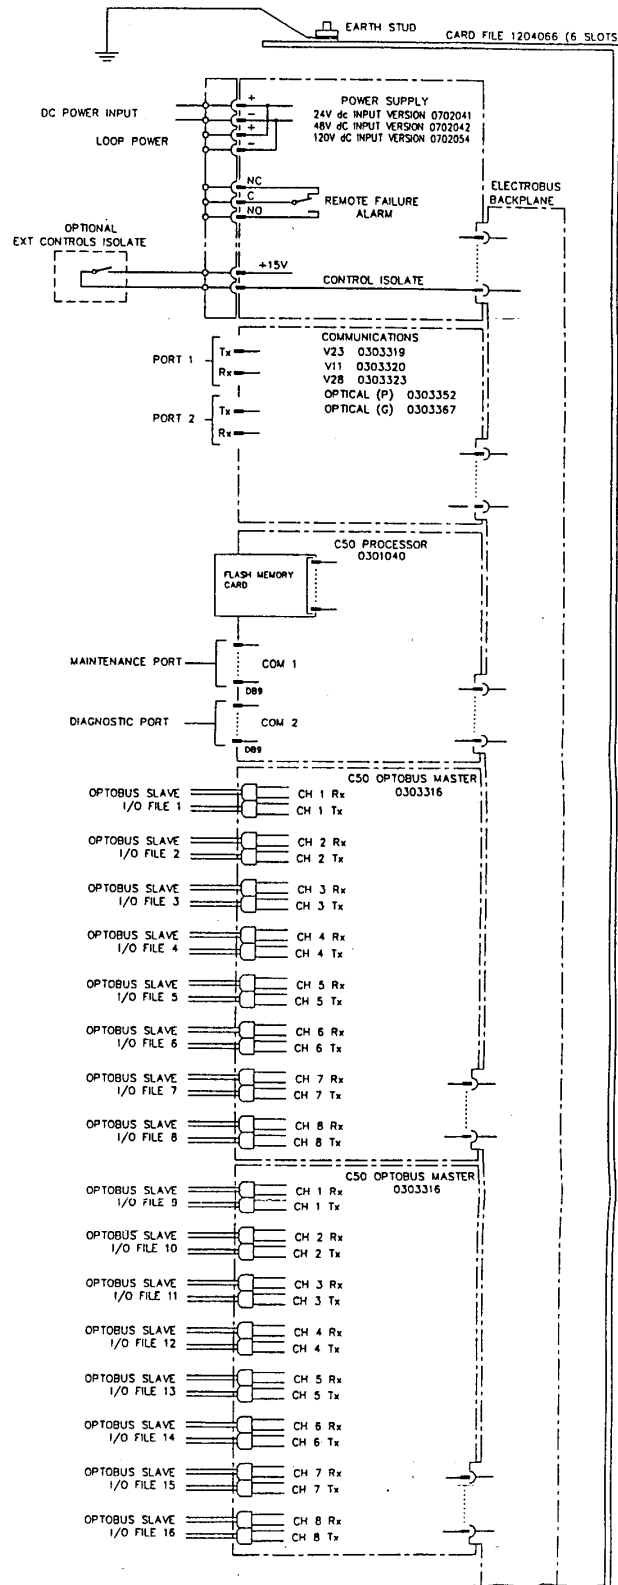 EARTH STUD
CARD FILE 1204066 (6 SLOTS
DC POWER INPUT
LOOP POWER
+
−
+
−
POWER SUPPLY
24V dc INPUT VERSION 0702041
48V dC INPUT VERSION 0702042
120V dC INPUT VERSION 0702054
NC
C
NO
REMOTE FAILURE
ALARM
ELECTROBUS
BACKPLANE
OPTIONAL
EXT CONTROLS ISOLATE
+15V
CONTROL ISOLATE
PORT 1
Tx
Rx
PORT 2
Tx
Rx
COMMUNICATIONS
V23 0303319
V11 0303320
V28 0303323
OPTICAL (P) 0303352
OPTICAL (G) 0303367
C50 PROCESSOR
0301040
FLASH MEMORY
CARD
MAINTENANCE PORT
COM 1
DB9
DIAGNOSTIC PORT
COM 2
DB9
C50 OPTOBUS MASTER
0303316
OPTOBUS SLAVE
I/O FILE 1
CH 1 Rx
CH 1 Tx
OPTOBUS SLAVE
I/O FILE 2
CH 2 Rx
CH 2 Tx
OPTOBUS SLAVE
I/O FILE 3
CH 3 Rx
CH 3 Tx
OPTOBUS SLAVE
I/O FILE 4
CH 4 Rx
CH 4 Tx
OPTOBUS SLAVE
I/O FILE 5
CH 5 Rx
CH 5 Tx
OPTOBUS SLAVE
I/O FILE 6
CH 6 Rx
CH 6 Tx
OPTOBUS SLAVE
I/O FILE 7
CH 7 Rx
CH 7 Tx
OPTOBUS SLAVE
I/O FILE 8
CH 8 Rx
CH 8 Tx
C50 OPTOBUS MASTER
0303316
OPTOBUS SLAVE
I/O FILE 9
CH 1 Rx
CH 1 Tx
OPTOBUS SLAVE
I/O FILE 10
CH 2 Rx
CH 2 Tx
OPTOBUS SLAVE
I/O FILE 11
CH 3 Rx
CH 3 Tx
OPTOBUS SLAVE
I/O FILE 12
CH 4 Rx
CH 4 Tx
OPTOBUS SLAVE
I/O FILE 13
CH 5 Rx
CH 5 Tx
OPTOBUS SLAVE
I/O FILE 14
CH 6 Rx
CH 6 Tx
OPTOBUS SLAVE
I/O FILE 15
CH 7 Rx
CH 7 Tx
OPTOBUS SLAVE
I/O FILE 16
CH 8 Rx
CH 8 Tx